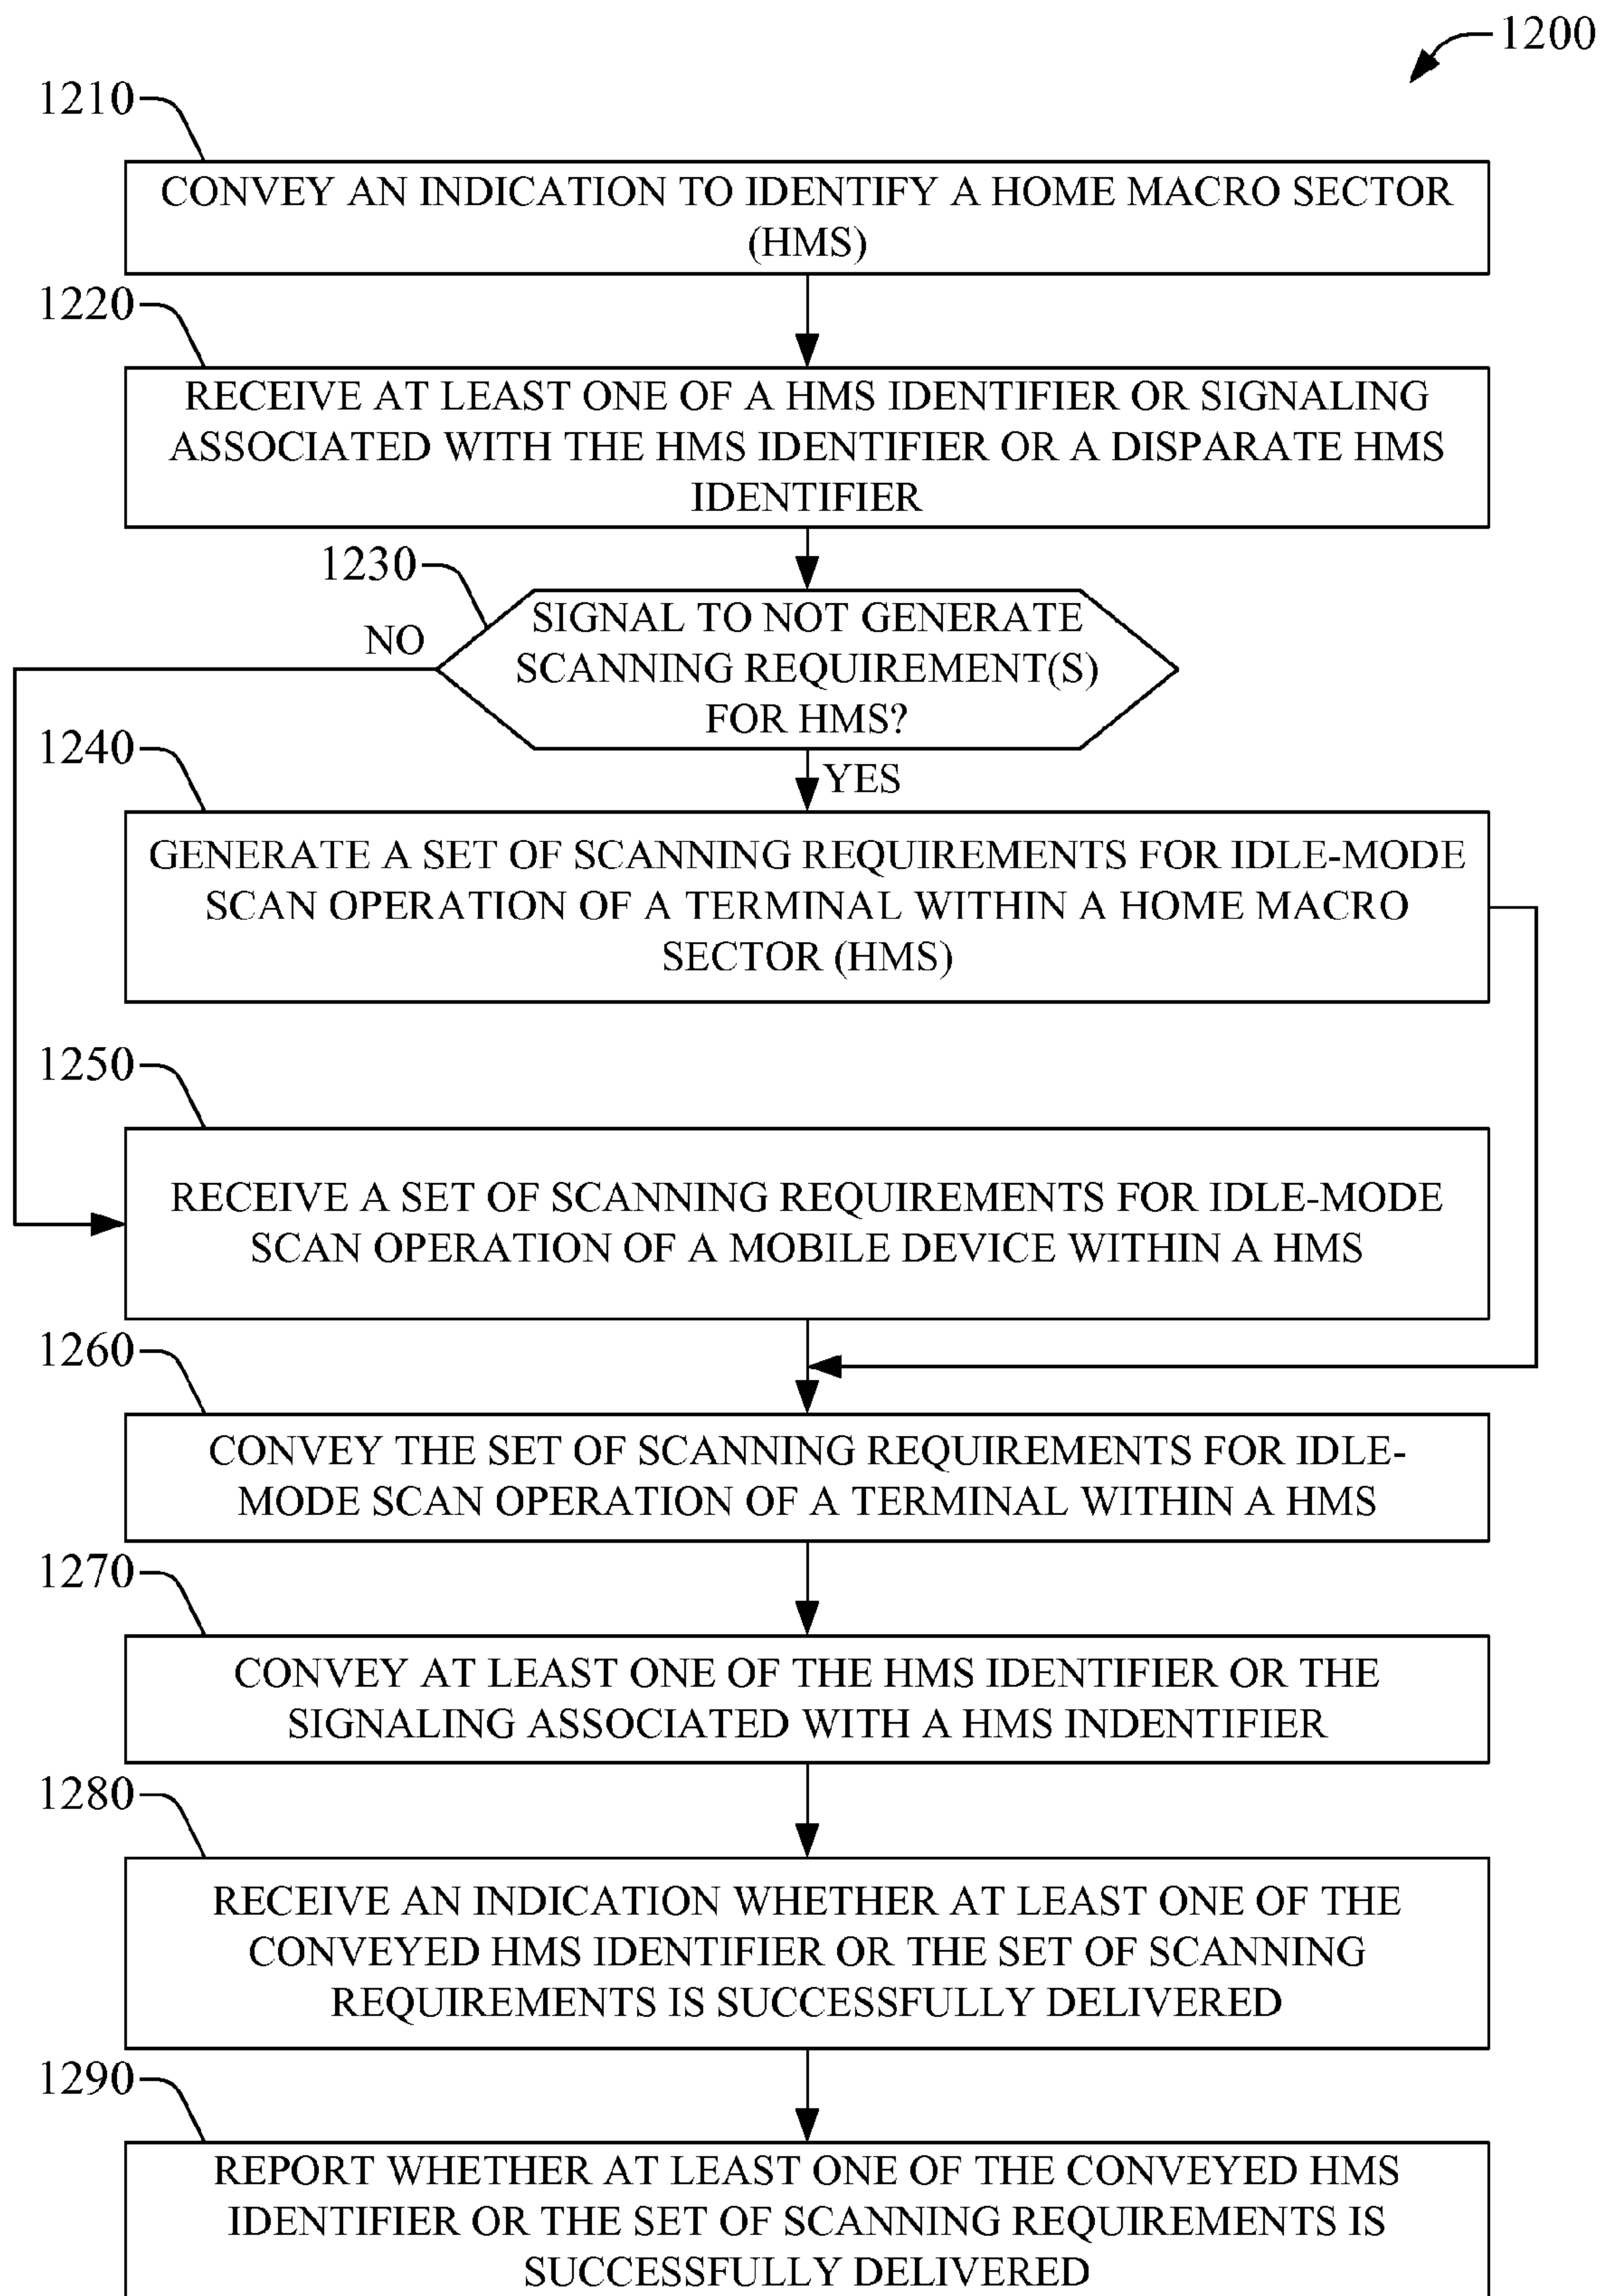 1200
1210
CONVEY AN INDICATION TO IDENTIFY A HOME MACRO SECTOR
(HMS)
1220
RECEIVE AT LEAST ONE OF A HMS IDENTIFIER OR SIGNALING
ASSOCIATED WITH THE HMS IDENTIFIER OR A DISPARATE HMS
IDENTIFIER
1230
SIGNAL TO NOT GENERATE
SCANNING REQUIREMENT(S)
FOR HMS?
NO
YES
1240
GENERATE A SET OF SCANNING REQUIREMENTS FOR IDLE-MODE
SCAN OPERATION OF A TERMINAL WITHIN A HOME MACRO
SECTOR (HMS)
1250
RECEIVE A SET OF SCANNING REQUIREMENTS FOR IDLE-MODE
SCAN OPERATION OF A MOBILE DEVICE WITHIN A HMS
1260
CONVEY THE SET OF SCANNING REQUIREMENTS FOR IDLE-
MODE SCAN OPERATION OF A TERMINAL WITHIN A HMS
1270
CONVEY AT LEAST ONE OF THE HMS IDENTIFIER OR THE
SIGNALING ASSOCIATED WITH A HMS INDENTIFIER
1280
RECEIVE AN INDICATION WHETHER AT LEAST ONE OF THE
CONVEYED HMS IDENTIFIER OR THE SET OF SCANNING
REQUIREMENTS IS SUCCESSFULLY DELIVERED
1290
REPORT WHETHER AT LEAST ONE OF THE CONVEYED HMS
IDENTIFIER OR THE SET OF SCANNING REQUIREMENTS IS
SUCCESSFULLY DELIVERED